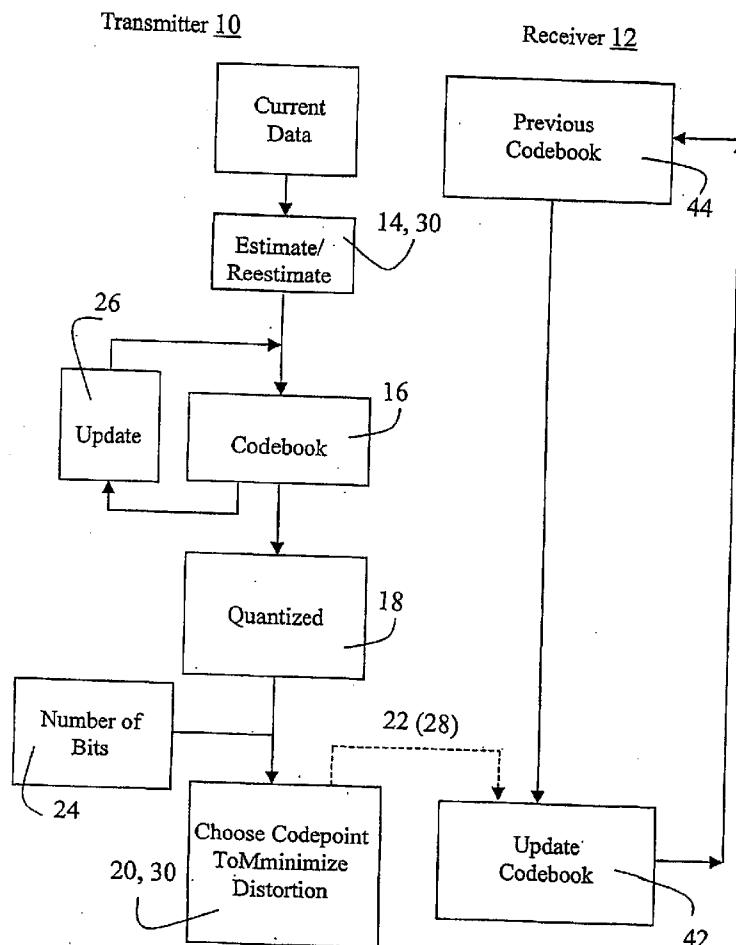 Transmitter 10
Receiver 12
Current
Data
Previous
Codebook
44
Estimate/
Reestimate
14, 30
26
Update
Codebook
16
Quantized
18
Number of
Bits
24
22 (28)
Choose Codepoint
ToMminimize
Distortion
20, 30
Update
Codebook
42